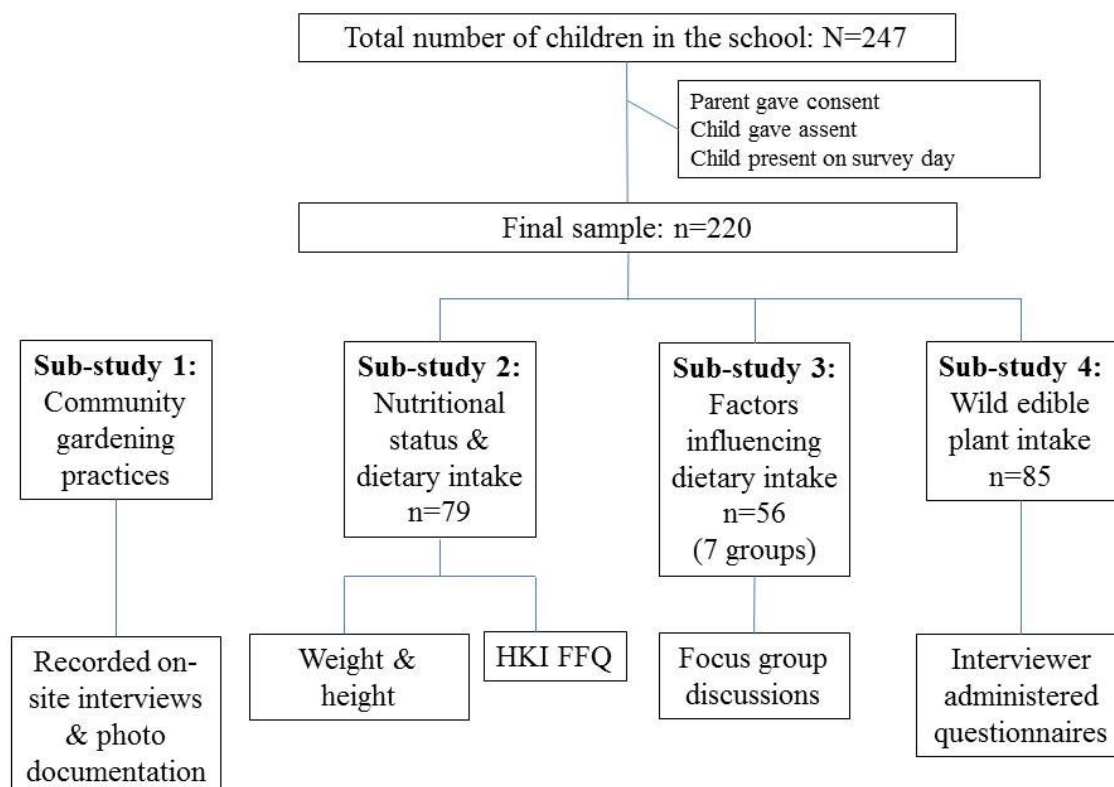 Total number of children in the school: N=247
Parent gave consent
Child gave assent
Child present on survey day
Final sample: n=220
Sub-study 1:
Community
gardening
practices
Sub-study 2:
Nutritional
status &
dietary intake
n=79
Sub-study 3:
Factors
influencing
dietary intake
n=56
(7 groups)
Sub-study 4:
Wild edible
plant intake
n=85
Recorded on-
site interviews
& photo
documentation
Weight &
height
HKI FFQ
Focus group
discussions
Interviewer
administered
questionnaires